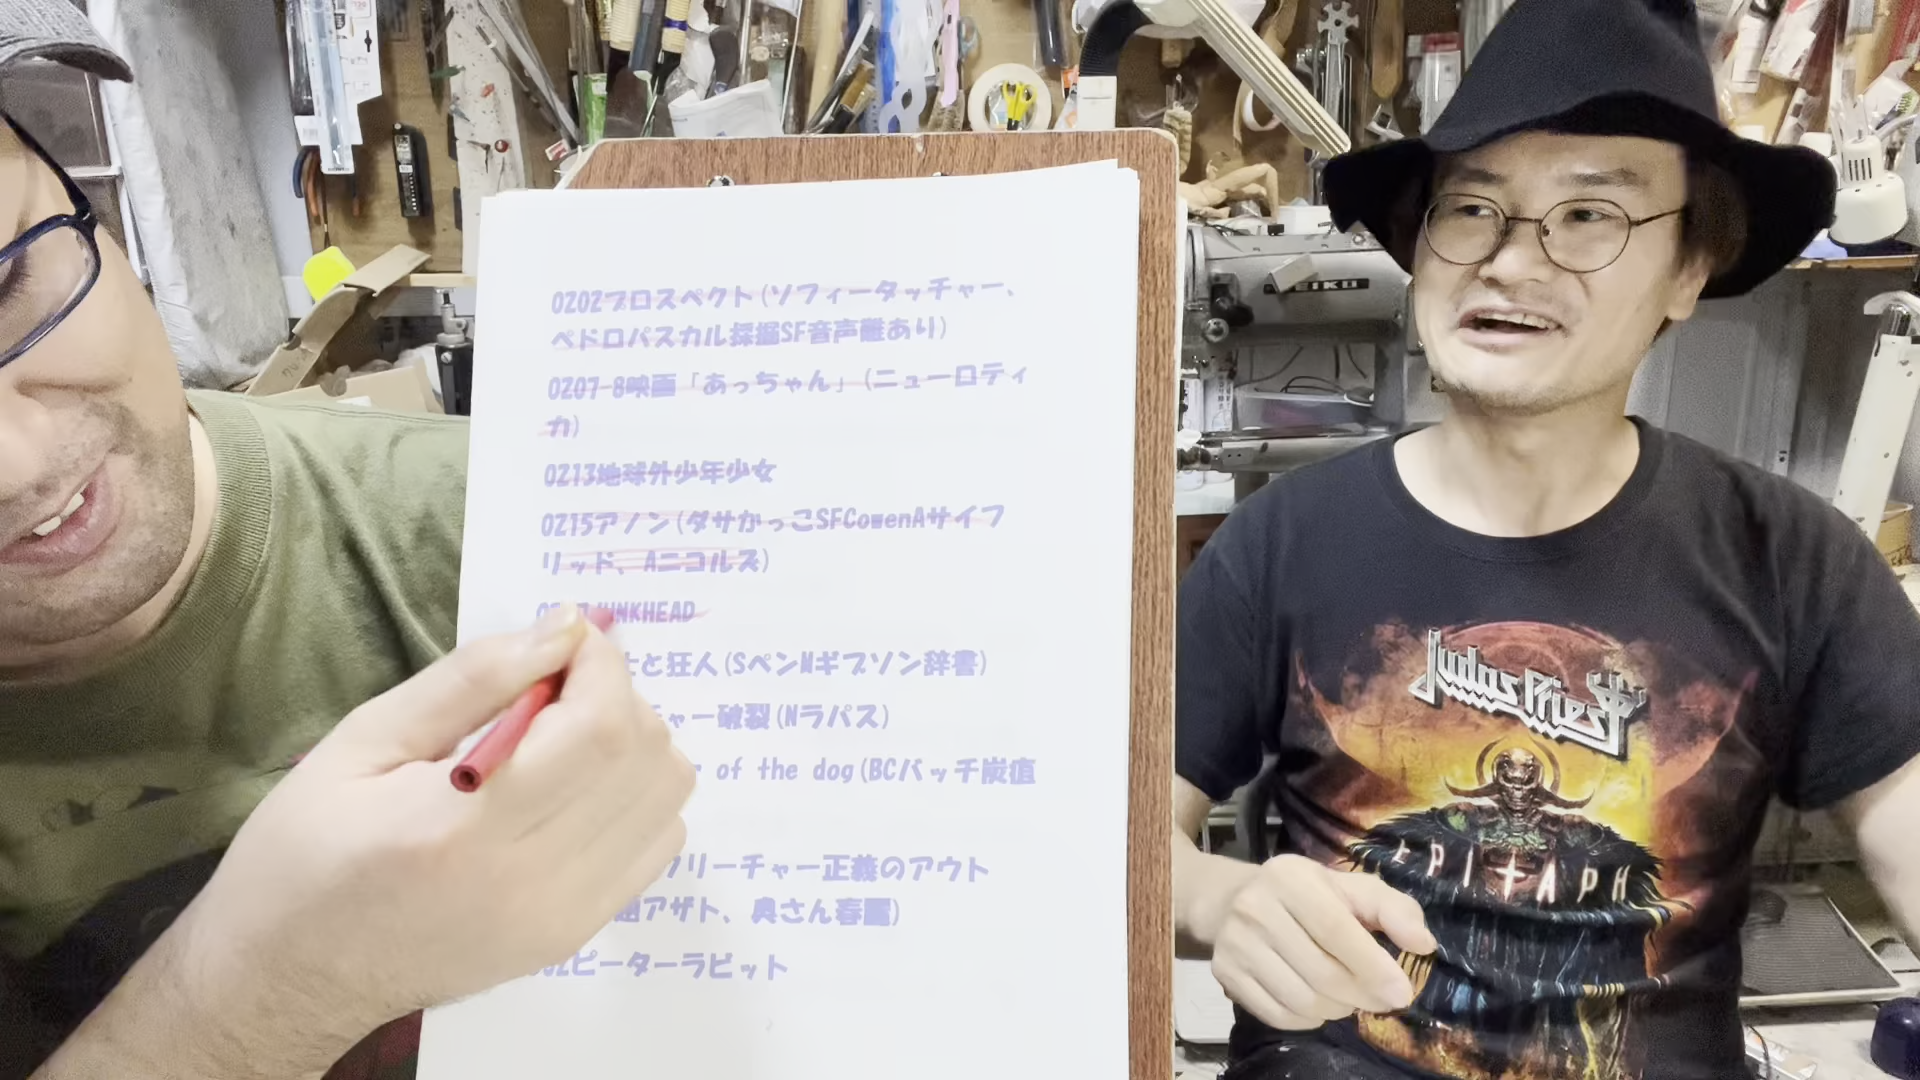 0202プロスペクト(ソフィータッチャー、
ペドロパスカル採掘SF音声難あり)
0207-8映画「あっちゃん」(ニューロティ
カ)
0213地球外少年少女
0215アノン(ダサかっこSFCowenAサイフ
リッド、Aニコルズ)
JUNKHEAD
と狂人(SペンMギブソン辞書)
チャー破裂(Nラパス)
of the dog(BCバッチ炭疽
クリーチャー正義のアウト
アザト、奥さん春画)
ピーターラビット
SEIKO
Judas Priest
EPITAPH